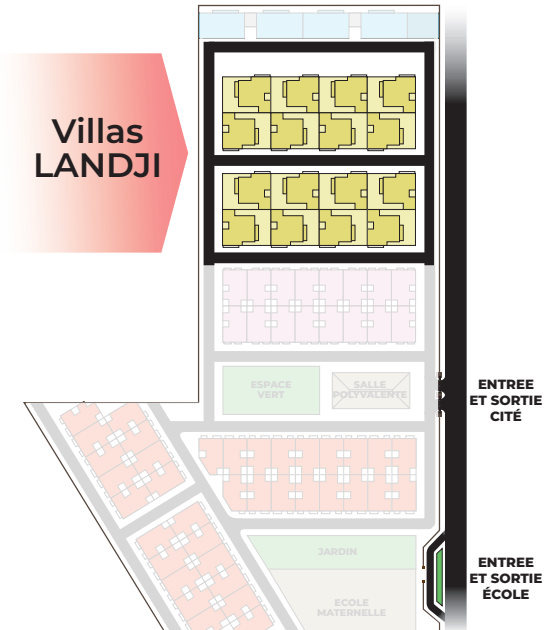 Villas
LANDJI
ESPACE
VERT
SALLE
POLYVALENTE
ENTREE
ET SORTIE
CITÉ
JARDIN
ECOLE
MATERNELLE
ENTREE
ET SORTIE
ÉCOLE